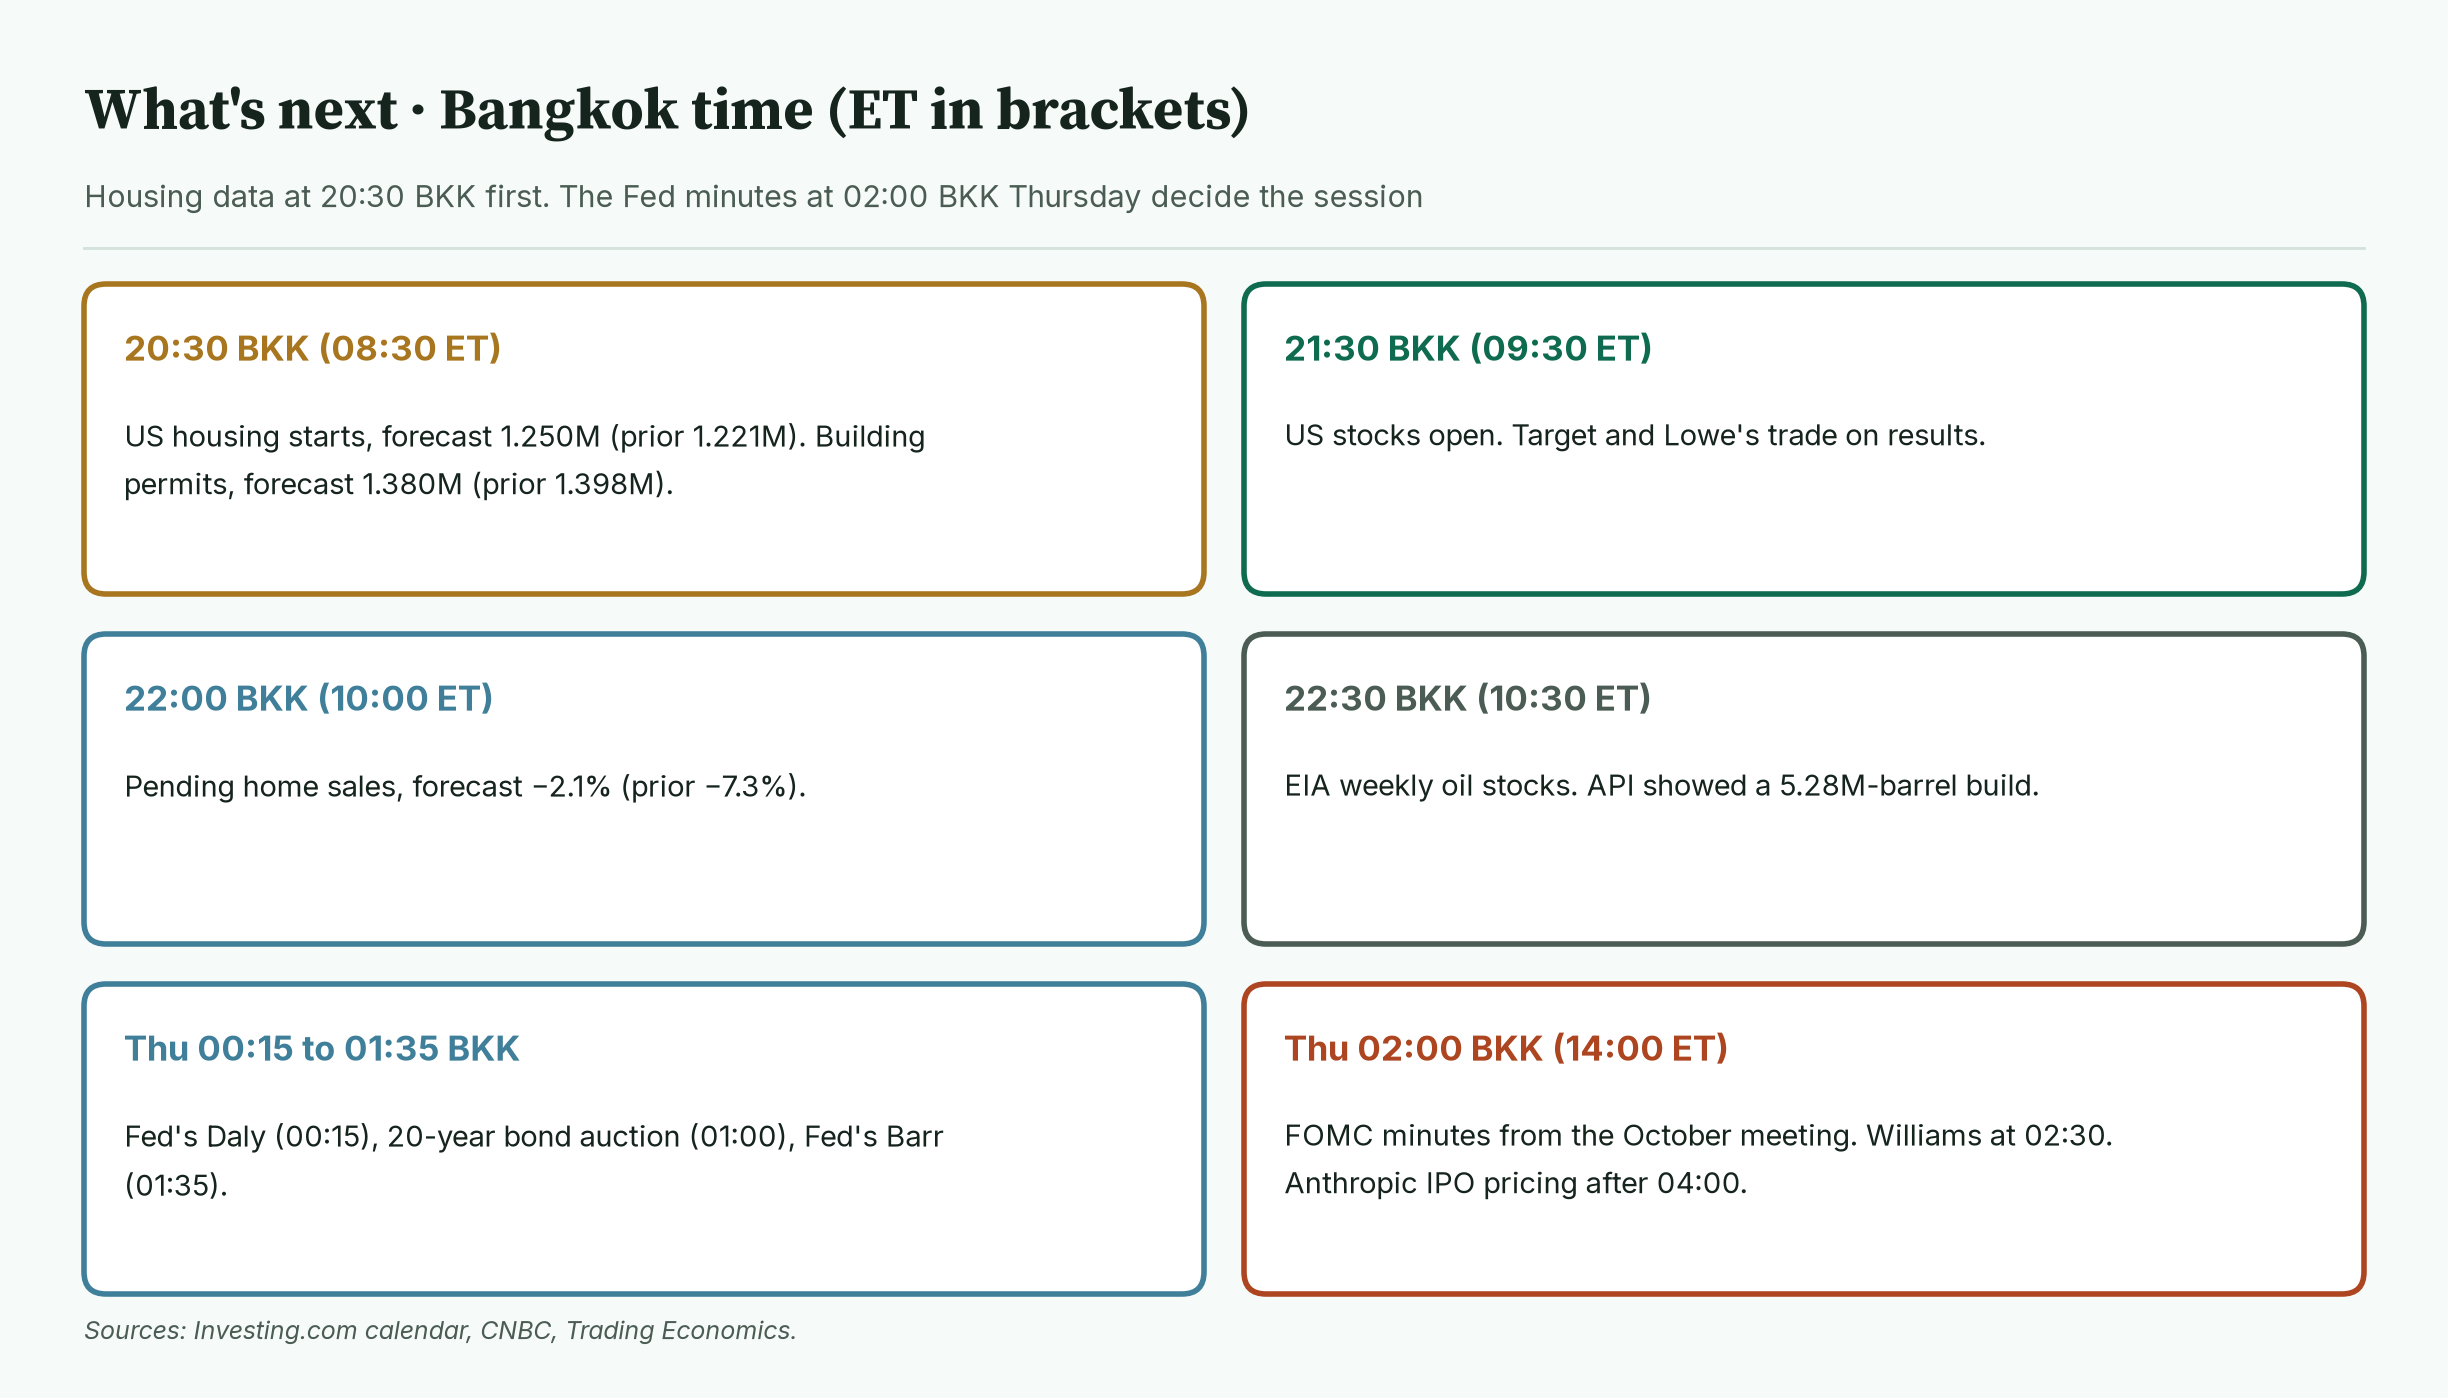 What's next · Bangkok time (ET in brackets)
Housing data at 20:30 BKK first. The Fed minutes at 02:00 BKK Thursday decide the session
20:30 BKK (08:30 ET)
US housing starts, forecast 1.250M (prior 1.221M). Building
permits, forecast 1.380M (prior 1.398M).
21:30 BKK (09:30 ET)
US stocks open. Target and Lowe's trade on results.
22:00 BKK (10:00 ET)
Pending home sales, forecast −2.1% (prior −7.3%).
22:30 BKK (10:30 ET)
EIA weekly oil stocks. API showed a 5.28M-barrel build.
Thu 00:15 to 01:35 BKK
Fed's Daly (00:15), 20-year bond auction (01:00), Fed's Barr
(01:35).
Thu 02:00 BKK (14:00 ET)
FOMC minutes from the October meeting. Williams at 02:30.
Anthropic IPO pricing after 04:00.
Sources: Investing.com calendar, CNBC, Trading Economics.